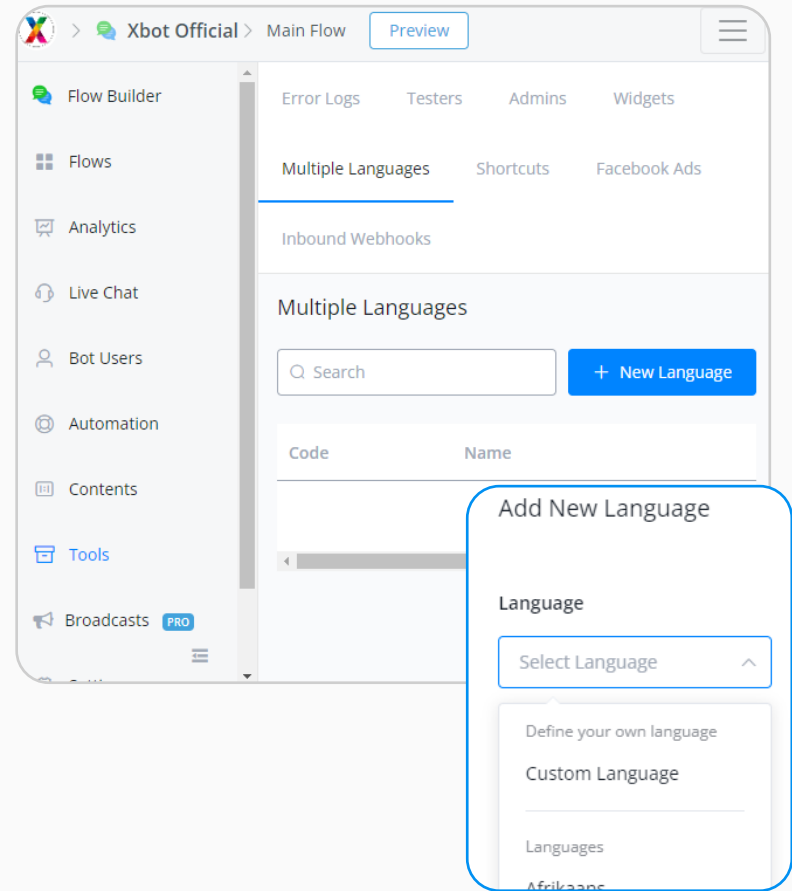 X
Xbot Official
Main Flow
Preview
Flow Builder
Flows
Analytics
Live Chat
Bot Users
Automation
Contents
Tools
Broadcasts PRO
Error Logs Testers Admins Widgets
Multiple Languages Shortcuts Facebook Ads
Inbound Webhooks
Multiple Languages
Search
+ New Language
Code Name
Add New Language
Language
Select Language
Define your own language
Custom Language
Languages
Afrikaans